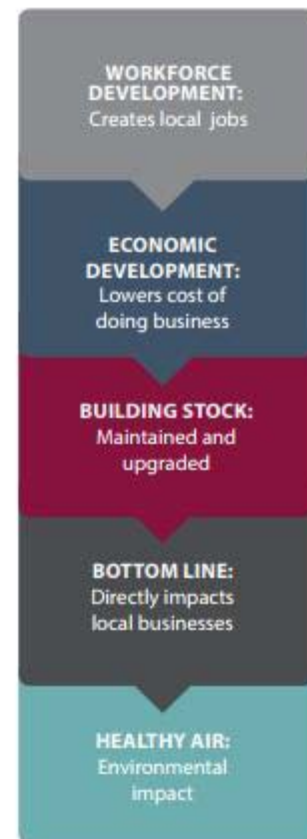 WORKFORCE
DEVELOPMENT:
Creates local jobs
ECONOMIC
DEVELOPMENT:
Lowers cost of
doing business
BUILDING STOCK:
Maintained and
upgraded
BOTTOM LINE:
Directly impacts
local businesses
HEALTHY AIR:
Environmental
impact